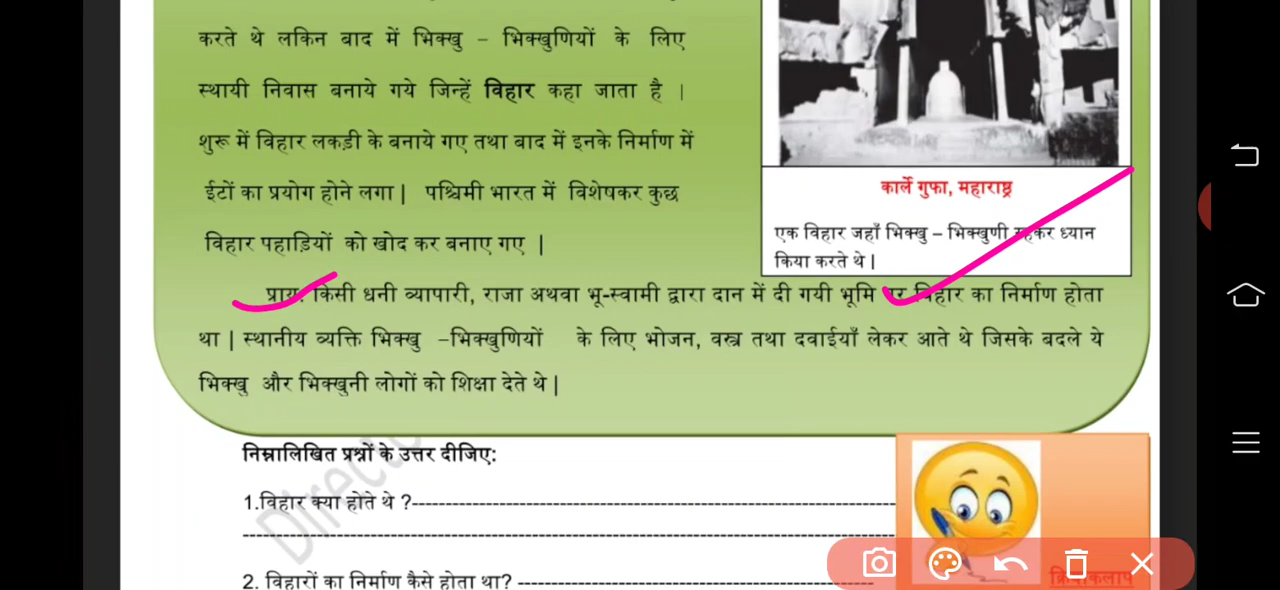 करते थे लकिन बाद में भिक्खु – भिक्खुणियों के लिए
स्थायी निवास बनाये गये जिन्हें विहार कहा जाता है |
शुरू में विहार लकड़ी के बनाये गए तथा बाद में इनके निर्माण में
ईटों का प्रयोग होने लगा | पश्चिमी भारत में विशेषकर कुछ
विहार पहाड़ियों को खोद कर बनाए गए |
कार्ले गुफा, महाराष्ट्र
एक विहार जहाँ भिक्खु – भिक्खुणी रहकर ध्यान
किया करते थे |
प्राय: किसी धनी व्यापारी, राजा अथवा भू-स्वामी द्वारा दान में दी गयी भूमि पर विहार का निर्माण होता
था | स्थानीय व्यक्ति भिक्खु –भिक्खुणियों के लिए भोजन, वस्त्र तथा दवाईयाँ लेकर आते थे जिसके बदले ये
भिक्खु और भिक्खुनी लोगों को शिक्षा देते थे |
निम्नालिखित प्रश्नों के उत्तर दीजिए:
1.विहार क्या होते थे ?
2. विहारों का निर्माण कैसे होता था?
क्रियाकलाप